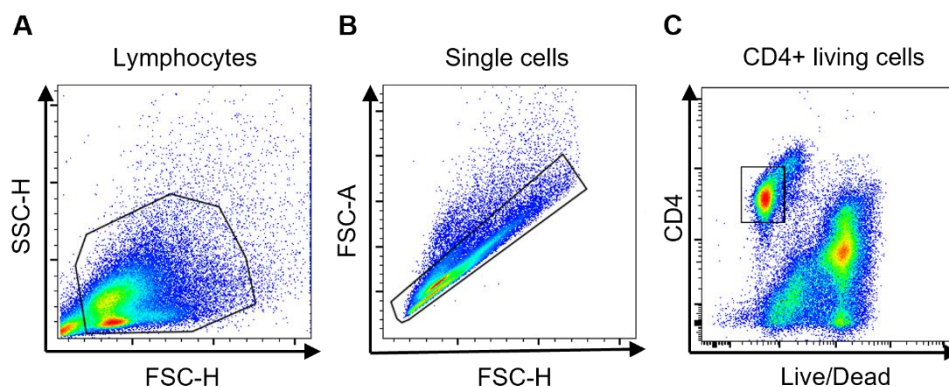 A
Lymphocytes
SSC-H
FSC-H
B
Single cells
FSC-A
FSC-H
C
CD4+ living cells
CD4
Live/Dead